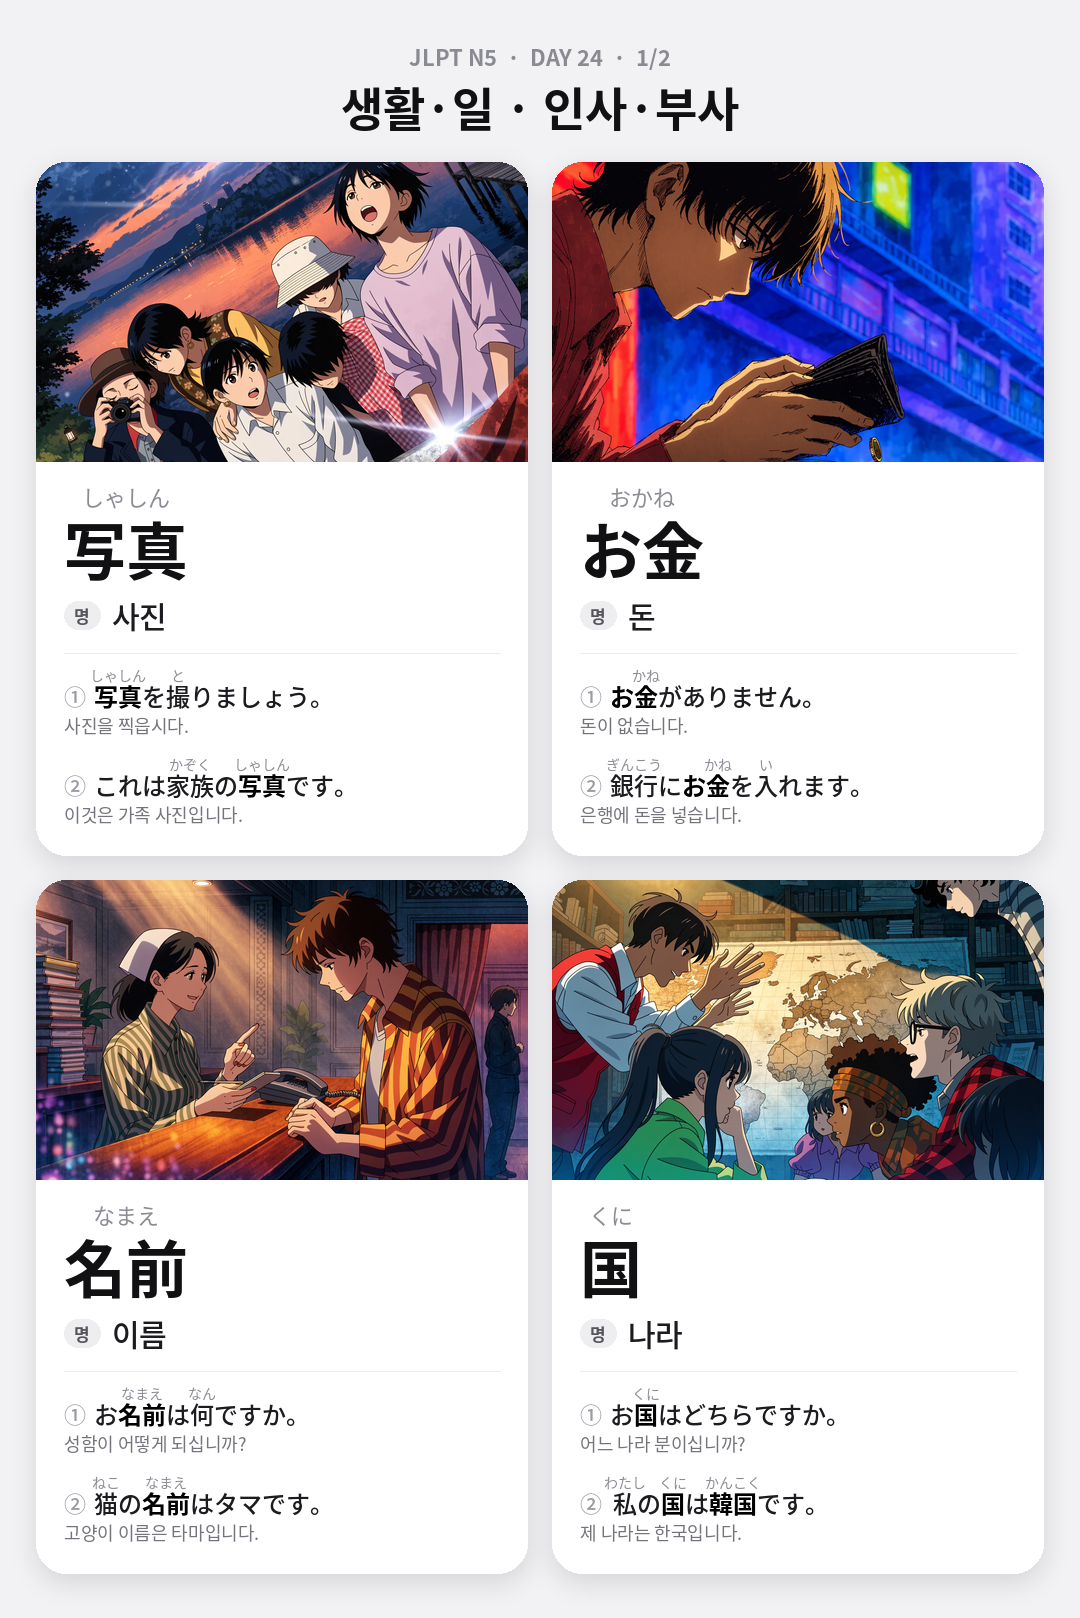 JLPT N5 · DAY 24 · 1/2
생활·일 · 인사·부사
しゃしん
写真
명 사진
しゃしん と
① 写真を撮りましょう。
사진을 찍읍시다.
かぞく しゃしん
② これは家族の写真です。
이것은 가족 사진입니다.
おかね
お金
명 돈
かね
① お金がありません。
돈이 없습니다.
ぎんこう かね い
② 銀行にお金を入れます。
은행에 돈을 넣습니다.
なまえ
名前
명 이름
なまえ なん
① お名前は何ですか。
성함이 어떻게 되십니까?
ねこ なまえ
② 猫の名前はタマです。
고양이 이름은 타마입니다.
くに
国
명 나라
くに
① お国はどちらですか。
어느 나라 분이십니까?
わたし くに かんこく
② 私の国は韓国です。
제 나라는 한국입니다.